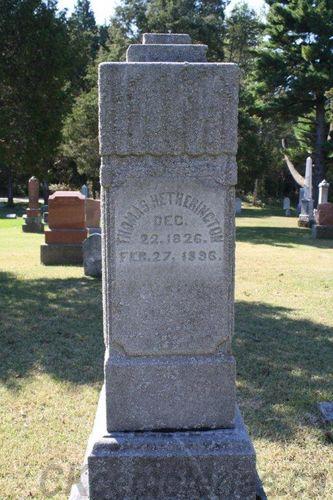 THOMAS HETHERINGTON
DEC.
22. 1826.
FEB. 27, 1896.